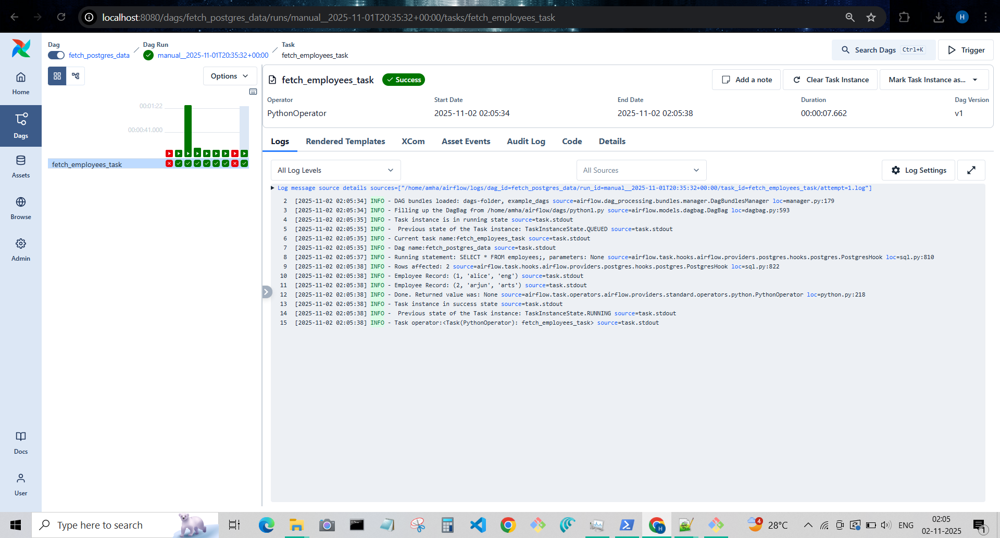 localhost:8080/dags/fetch_postgres_data/runs/manual__2025-11-01T20:35:32+00:00/tasks/fetch_employees_task
H
Dag
fetch_postgres_data
Dag Run
manual__2025-11-01T20:35:32+00:00
Task
fetch_employees_task
Search Dags Ctrl+K
Trigger
Home
Dags
Assets
Browse
Admin
Docs
User
Options
00:01:22
00:00:41.000
fetch_employees_task
fetch_employees_task Success
Add a note
Clear Task Instance
Mark Task Instance as...
Operator Start Date End Date Duration Dag Version
PythonOperator 2025-11-02 02:05:34 2025-11-02 02:05:38 00:00:07.662 v1
Logs Rendered Templates XCom Asset Events Audit Log Code Details
All Log Levels All Sources Log Settings
Log message source details sources=["/home/amha/airflow/logs/dag_id=fetch_postgres_data/run_id=manual__2025-11-01T20:35:32+00:00/task_id=fetch_employees_task/attempt=1.log"]
2 [2025-11-02 02:05:34] INFO - DAG bundles loaded: dags-folder, example_dags source=airflow.dag_processing.bundles.manager.DagBundlesManager loc=manager.py:179
3 [2025-11-02 02:05:34] INFO - Filling up the DagBag from /home/amha/airflow/dags/python1.py source=airflow.models.dagbag.DagBag loc=dagbag.py:593
4 [2025-11-02 02:05:35] INFO - Task instance is in running state source=task.stdout
5 [2025-11-02 02:05:35] INFO -  Previous state of the Task instance: TaskInstanceState.QUEUED source=task.stdout
6 [2025-11-02 02:05:35] INFO - Current task name:fetch_employees_task source=task.stdout
7 [2025-11-02 02:05:35] INFO - Dag name:fetch_postgres_data source=task.stdout
8 [2025-11-02 02:05:37] INFO - Running statement: SELECT * FROM employees;, parameters: None source=airflow.task.hooks.airflow.providers.postgres.hooks.postgres.PostgresHook loc=sql.py:810
9 [2025-11-02 02:05:38] INFO - Rows affected: 2 source=airflow.task.hooks.airflow.providers.postgres.hooks.postgres.PostgresHook loc=sql.py:822
10 [2025-11-02 02:05:38] INFO - Employee Record: (1, 'alice', 'eng') source=task.stdout
11 [2025-11-02 02:05:38] INFO - Employee Record: (2, 'arjun', 'arts') source=task.stdout
12 [2025-11-02 02:05:38] INFO - Done. Returned value was: None source=airflow.task.operators.airflow.providers.standard.operators.python.PythonOperator loc=python.py:218
13 [2025-11-02 02:05:38] INFO - Task instance in success state source=task.stdout
14 [2025-11-02 02:05:38] INFO -  Previous state of the Task instance: TaskInstanceState.RUNNING source=task.stdout
15 [2025-11-02 02:05:38] INFO - Task operator:<Task(PythonOperator): fetch_employees_task> source=task.stdout
Type here to search
H
4
28°C
ENG
02:05
02-11-2025
1